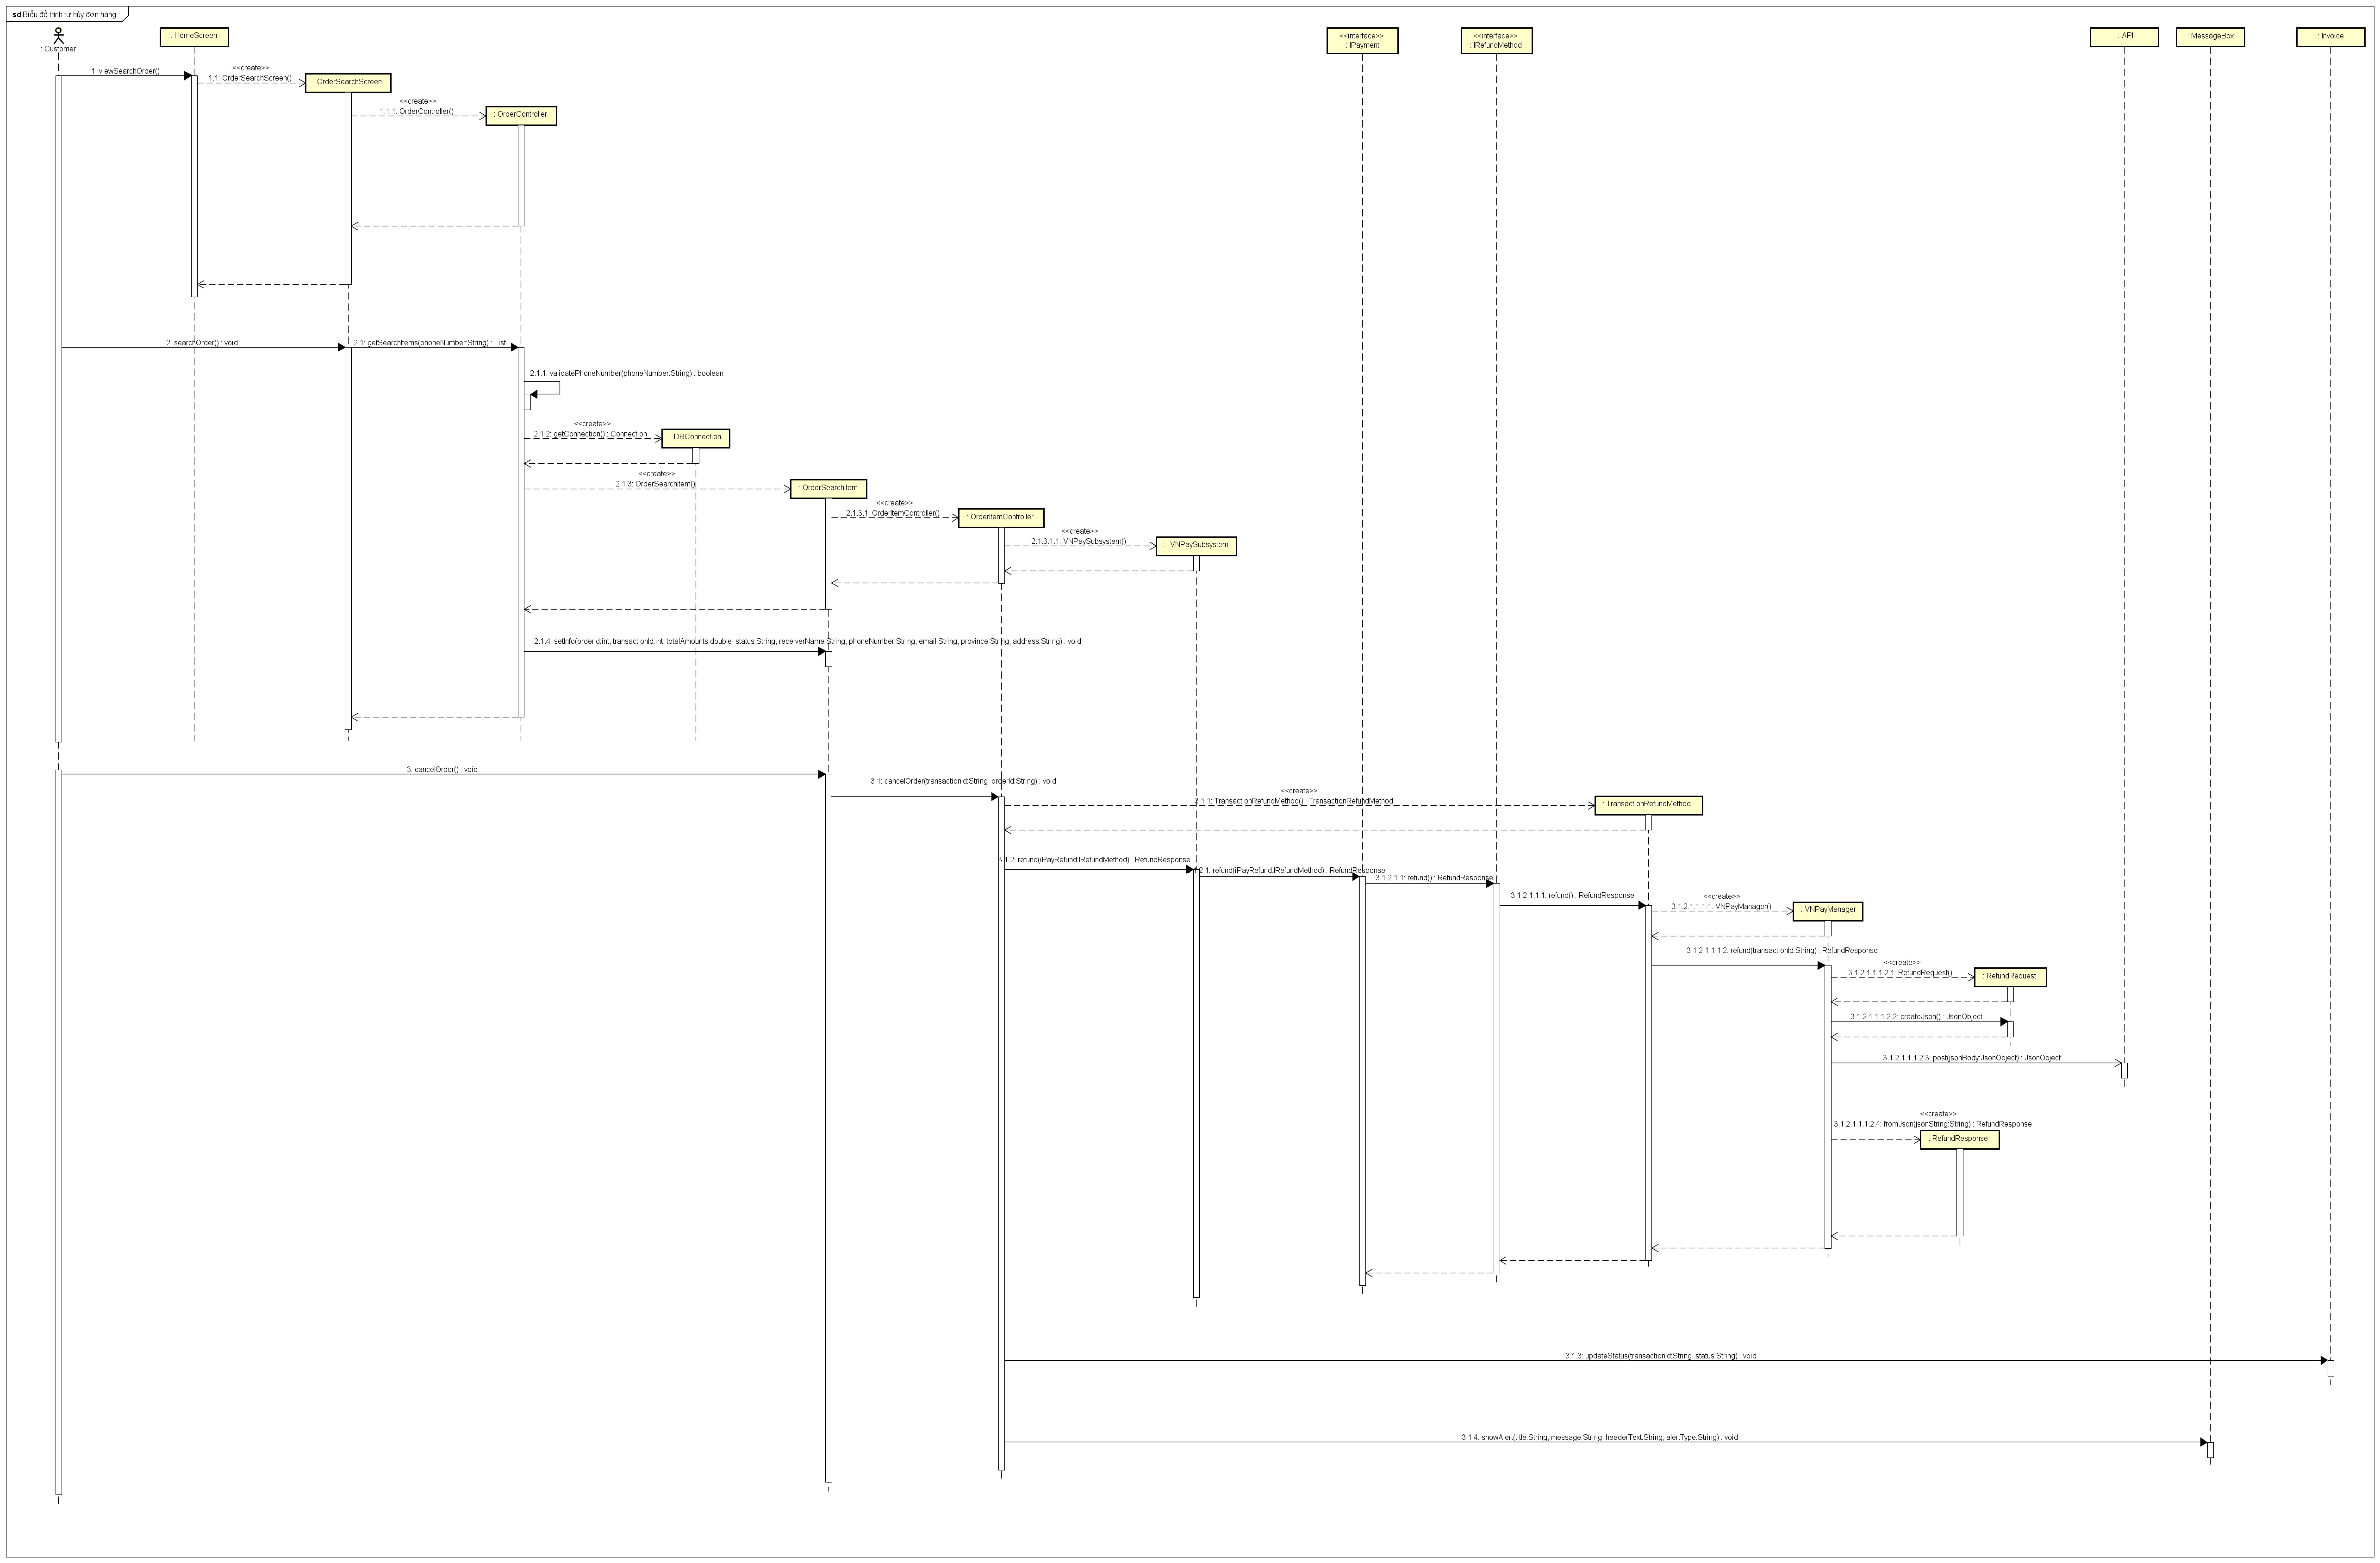 sd Biểu đồ trình tự hủy đơn hàng
: Customer
: HomeScreen
<<interface>>
: IPayment
<<interface>>
: IRefundMethod
: API
: MessageBox
: Invoice
1: viewSearchOrder()
<<create>>
1.1: OrderSearchScreen()
: OrderSearchScreen
<<create>>
1.1.1: OrderController()
: OrderController
2: searchOrder() : void
2.1: getSearchItems(phoneNumber:String) : List
2.1.1: validatePhoneNumber(phoneNumber:String) : boolean
<<create>>
2.1.2: getConnection() : Connection
: DBConnection
<<create>>
2.1.3: OrderSearchItem()
: OrderSearchItem
<<create>>
2.1.3.1: OrderItemController()
: OrderItemController
<<create>>
2.1.3.1.1: VNPaySubsystem()
: : VNPaySubsystem
2.1.4: setInfo(orderId:int, transactionId:int, totalAmounts:double, status:String, receiverName:String, phoneNumber:String, email:String, province:String, address:String) : void
3: cancelOrder() : void
3.1: cancelOrder(transactionId:String, orderId:String) : void
<<create>>
3.1.1: TransactionRefundMethod() : TransactionRefundMethod
: TransactionRefundMethod
3.1.2: refund(iPayRefund:IRefundMethod) : RefundResponse
.2.1: refund(iPayRefund:IRefundMethod) : RefundResponse
3.1.2.1.1: refund() : RefundResponse
3.1.2.1.1.1: refund() : RefundResponse
<<create>>
3.1.2.1.1.1.1: VNPayManager()
: VNPayManager
3.1.2.1.1.1.2: refund(transactionId:String) : RefundResponse
<<create>>
3.1.2.1.1.1.2.1: RefundRequest()
: RefundRequest
3.1.2.1.1.1.2.2: createJson() : JsonObject
3.1.2.1.1.1.2.3: post(jsonBody:JsonObject) : JsonObject
<<create>>
3.1.2.1.1.1.2.4: fromJson(jsonString:String) : RefundResponse
: RefundResponse
3.1.3: updateStatus(transactionId:String, status:String) : void
3.1.4: showAlert(title:String, message:String, headerText:String, alertType:String) : void